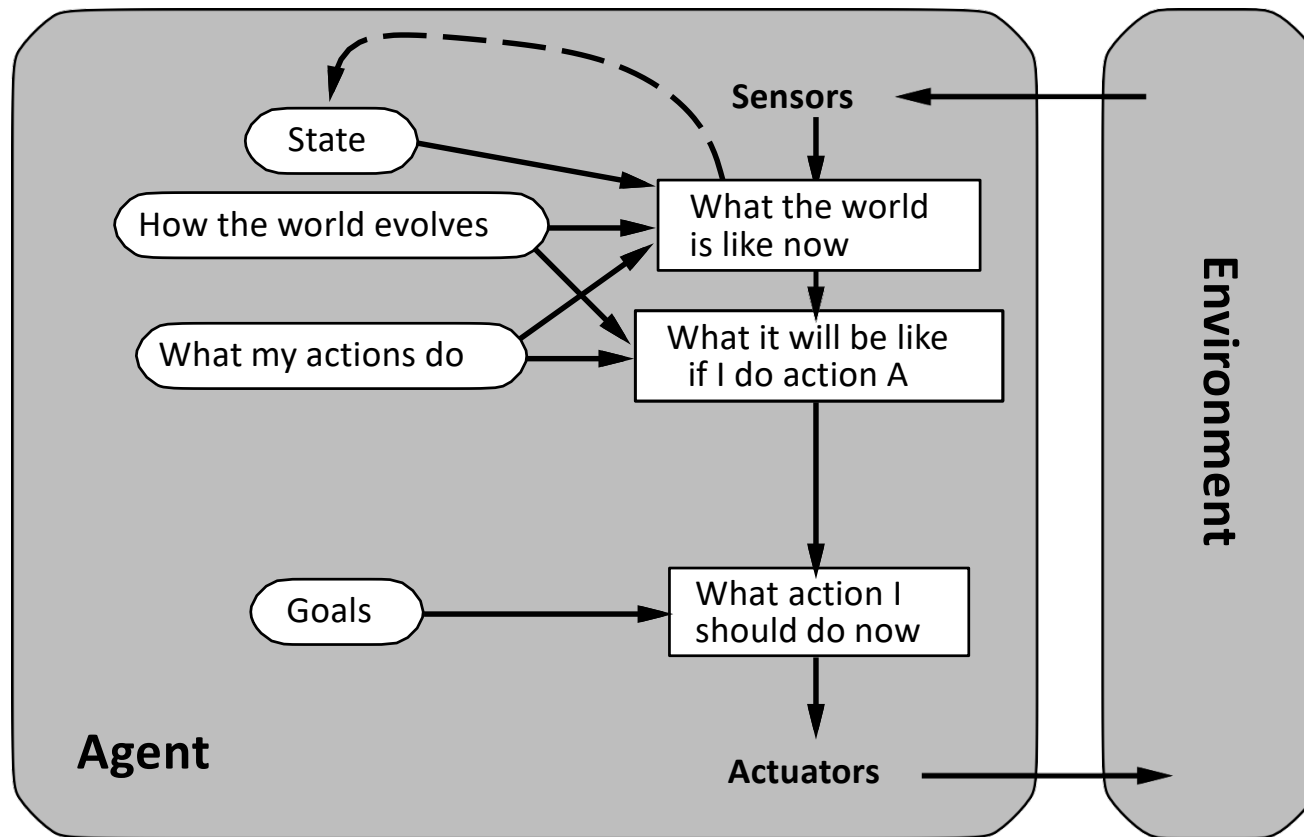 Sensors
State
What the world
is like now
How the world evolves
What it will be like
if I do action A
What my actions do
Environment
What action I
should do now
Goals
Agent
Actuators